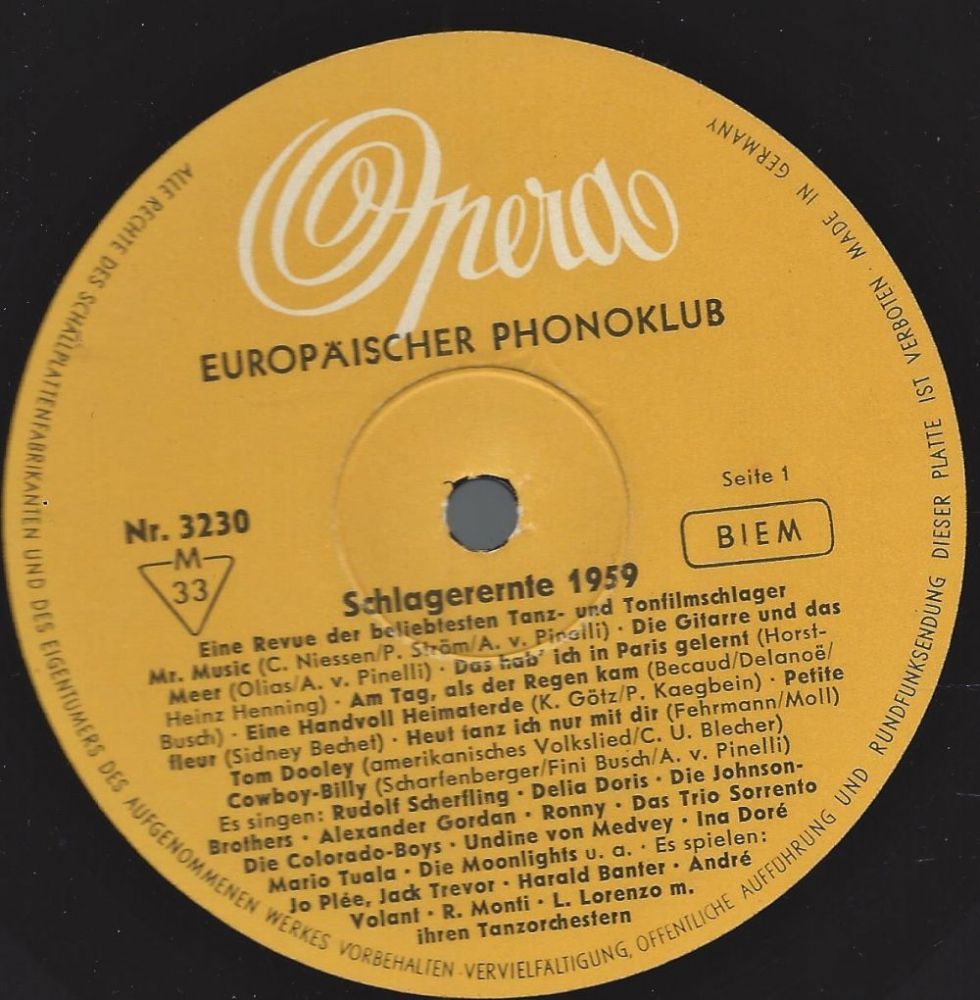 Opera
EUROPÄISCHER PHONOKLUB
Seite 1
BIEM
Nr. 3230
M
33
Schlagerernte 1959
Eine Revue der beliebtesten Tanz- und Tonfilmschlager
Mr. Music (C. Niessen/P. Ström/A. v. Pinelli) · Die Gitarre und das
Meer (Olias/A. v. Pinelli) · Das hab' ich in Paris gelernt (Horst-
Heinz Henning) · Am Tag, als der Regen kam (Becaud/Delanoë/
Busch) · Eine Handvoll Heimaterde (K. Götz/P. Kaegbein) · Petite
fleur (Sidney Bechet) · Heut tanz ich nur mit dir (Fehrmann/Moll)
Tom Dooley (amerikanisches Volkslied/C. U. Blecher)
Cowboy-Billy (Scharfenberger/Fini Busch/A. v. Pinelli)
Es singen: Rudolf Scherfling · Delia Doris · Die Johnson-
Brothers · Alexander Gordan · Ronny · Das Trio Sorrento
Die Colorado-Boys · Undine von Medvey · Ina Doré
Mario Tuala · Die Moonlights u. a. · Es spielen:
Jo Plée, Jack Trevor · Harald Banter · André
Volant · R. Monti · L. Lorenzo m.
ihren Tanzorchestern
ALLE RECHTE DES SCHALLPLATTENFABRIKANTEN UND DES EIGENTÜMERS DES AUFGENOMMENEN WERKES VORBEHALTEN · VERVIELFÄLTIGUNG, ÖFFENTLICHE AUFFÜHRUNG UND RUNDFUNKSENDUNG DIESER PLATTE IST VERBOTEN · MADE IN GERMANY